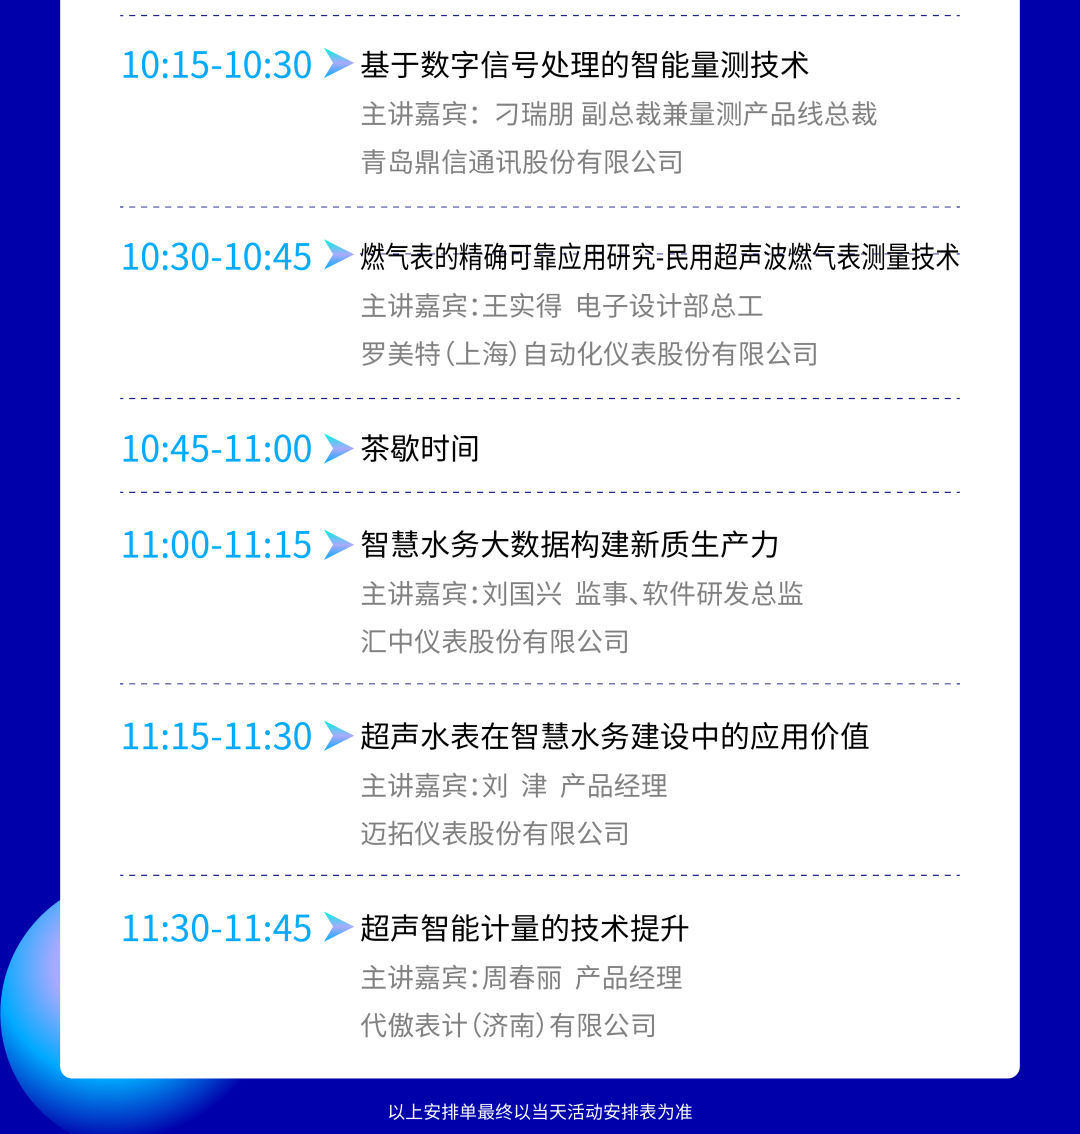 10:15-10:30 基于数字信号处理的智能量测技术
主讲嘉宾：刁瑞朋 副总裁兼量测产品线总裁
青岛鼎信通讯股份有限公司
10:30-10:45 燃气表的精确可靠应用研究-民用超声波燃气表测量技术
主讲嘉宾：王实得 电子设计部总工
罗美特（上海）自动化仪表股份有限公司
10:45-11:00 茶歇时间
11:00-11:15 智慧水务大数据构建新质生产力
主讲嘉宾：刘国兴 监事、软件研发总监
汇中仪表股份有限公司
11:15-11:30 超声水表在智慧水务建设中的应用价值
主讲嘉宾：刘 津 产品经理
迈拓仪表股份有限公司
11:30-11:45 超声智能计量的技术提升
主讲嘉宾：周春丽 产品经理
代傲表计（济南）有限公司
以上安排单最终以当天活动安排表为准